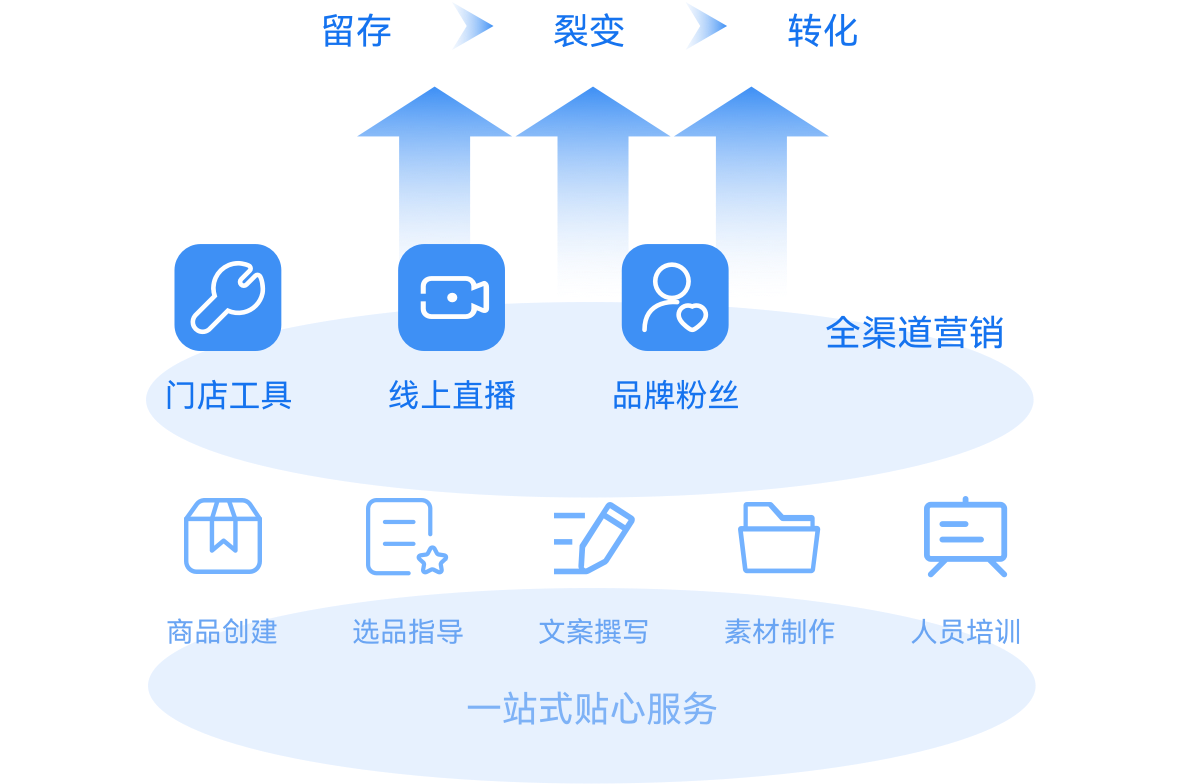 留存 裂变 转化
全渠道营销
门店工具 线上直播 品牌粉丝
商品创建 选品指导 文案撰写 素材制作 人员培训
一站式贴心服务